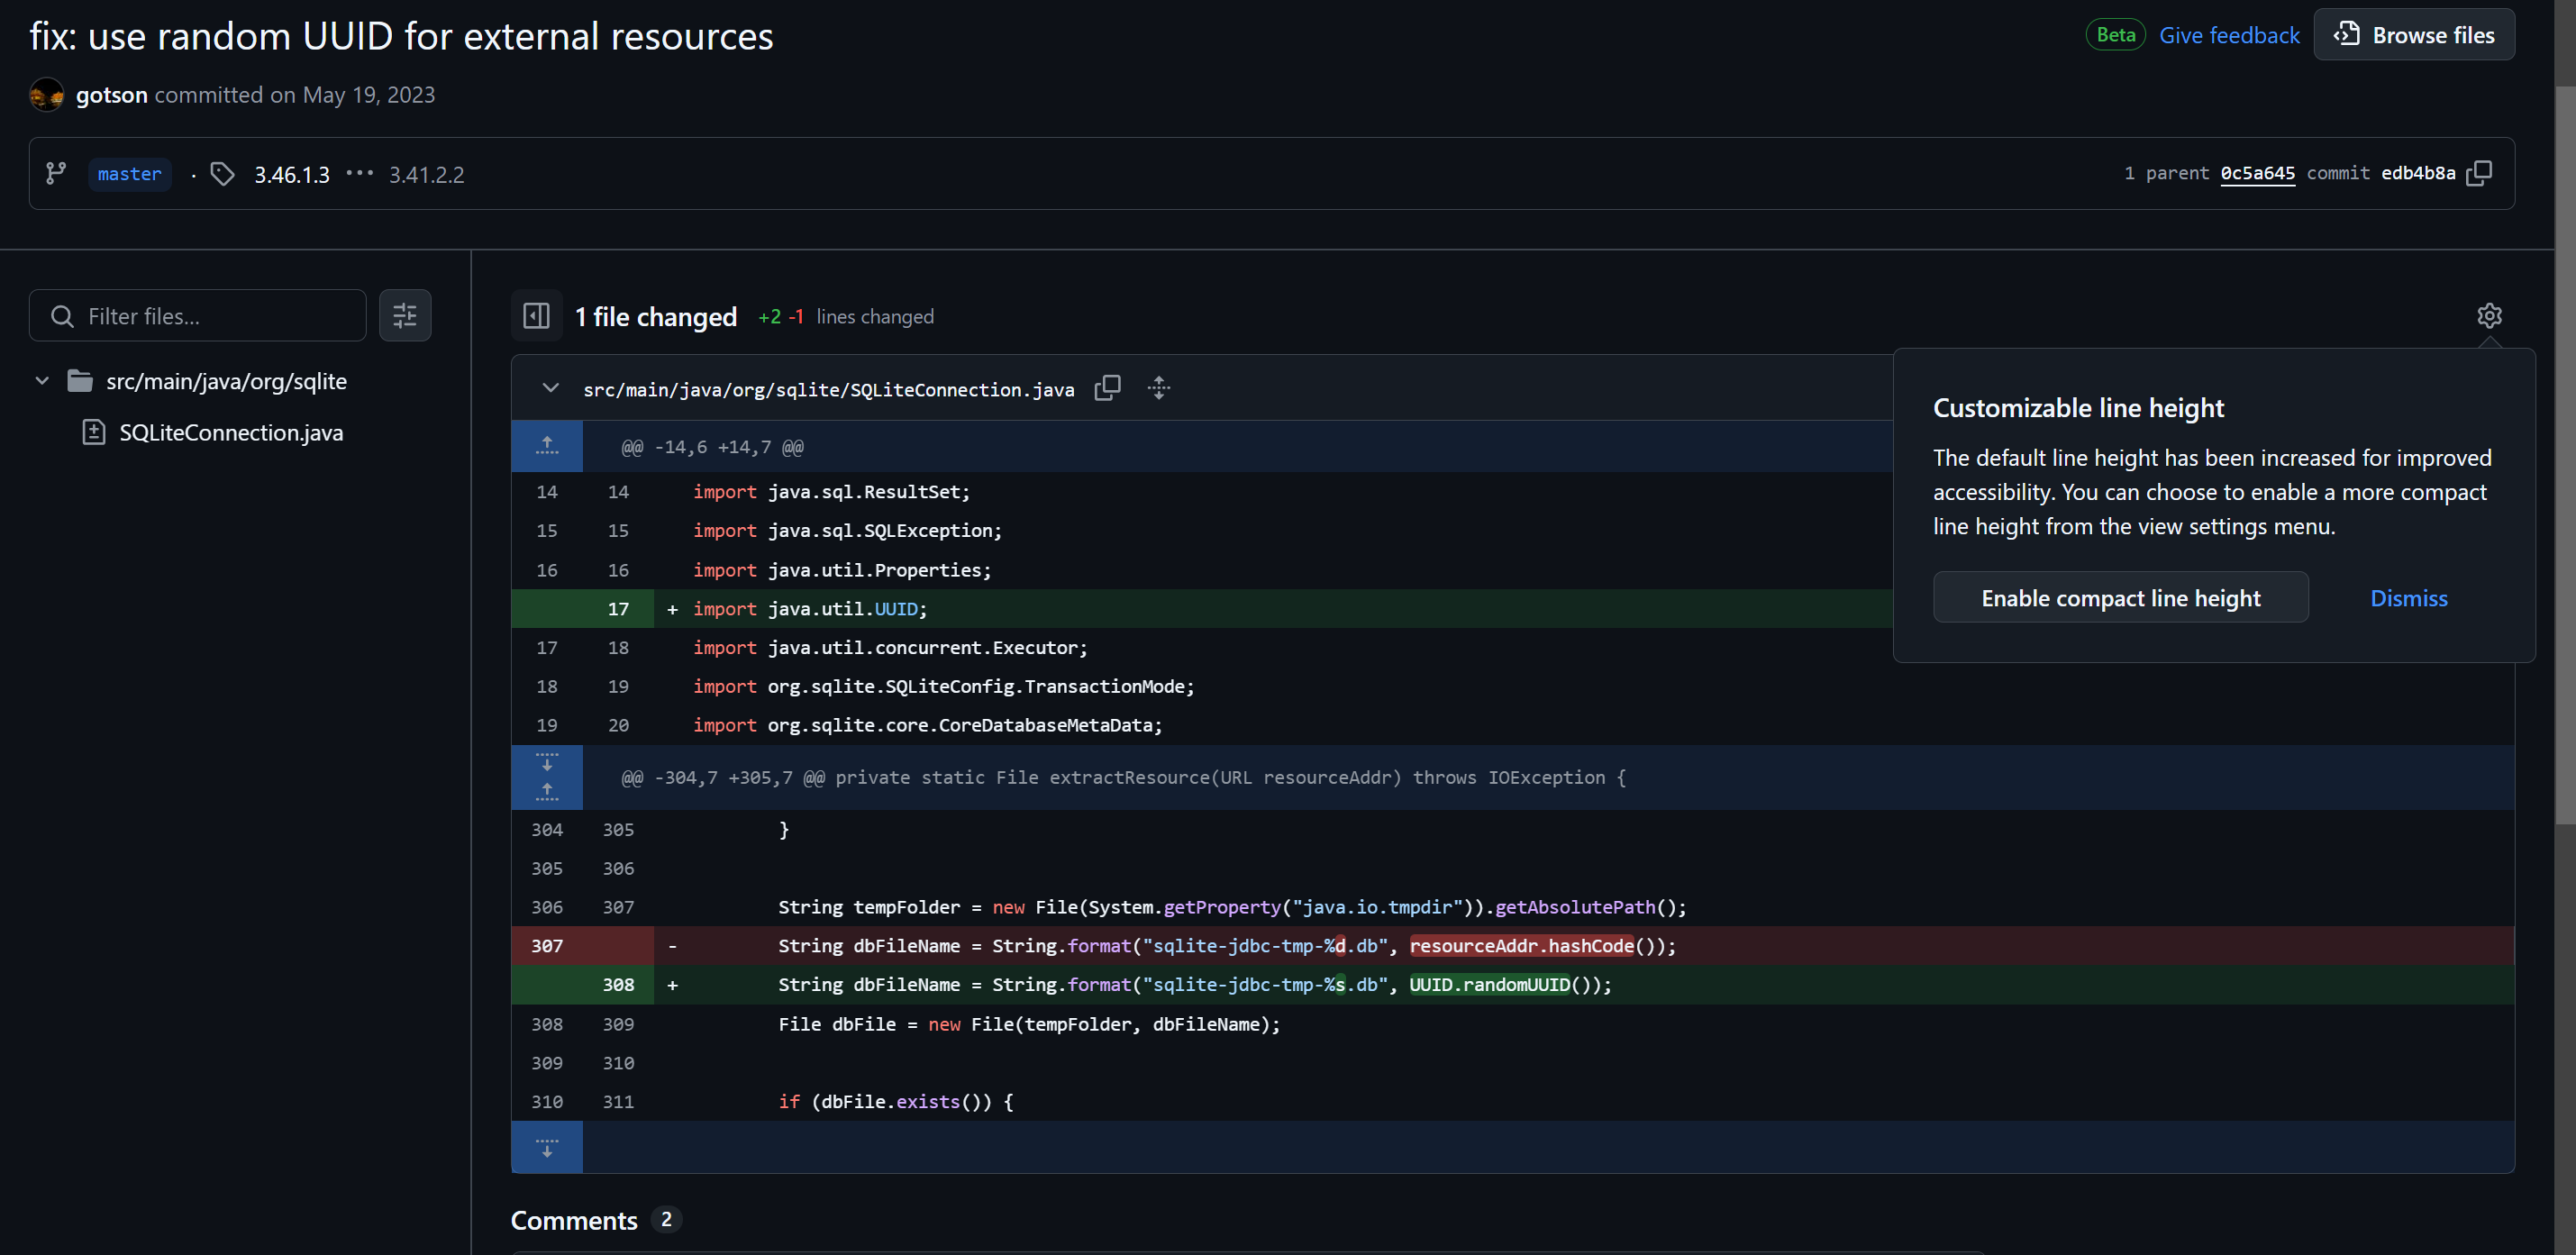 fix: use random UUID for external resources
Beta Give feedback Browse files
gotson committed on May 19, 2023
master · 3.46.1.3 ··· 3.41.2.2
1 parent 0c5a645 commit edb4b8a
Filter files...
src/main/java/org/sqlite
SQLiteConnection.java
1 file changed +2 -1 lines changed
src/main/java/org/sqlite/SQLiteConnection.java
@@ -14,6 +14,7 @@
14 14 import java.sql.ResultSet;
15 15 import java.sql.SQLException;
16 16 import java.util.Properties;
17 + import java.util.UUID;
17 18 import java.util.concurrent.Executor;
18 19 import org.sqlite.SQLiteConfig.TransactionMode;
19 20 import org.sqlite.core.CoreDatabaseMetaData;
@@ -304,7 +305,7 @@ private static File extractResource(URL resourceAddr) throws IOException {
304 305 }
305 306
306 307 String tempFolder = new File(System.getProperty("java.io.tmpdir")).getAbsolutePath();
307 - String dbFileName = String.format("sqlite-jdbc-tmp-%d.db", resourceAddr.hashCode());
308 + String dbFileName = String.format("sqlite-jdbc-tmp-%s.db", UUID.randomUUID());
308 309 File dbFile = new File(tempFolder, dbFileName);
309 310
310 311 if (dbFile.exists()) {
Customizable line height
The default line height has been increased for improved
accessibility. You can choose to enable a more compact
line height from the view settings menu.
Enable compact line height Dismiss
Comments 2